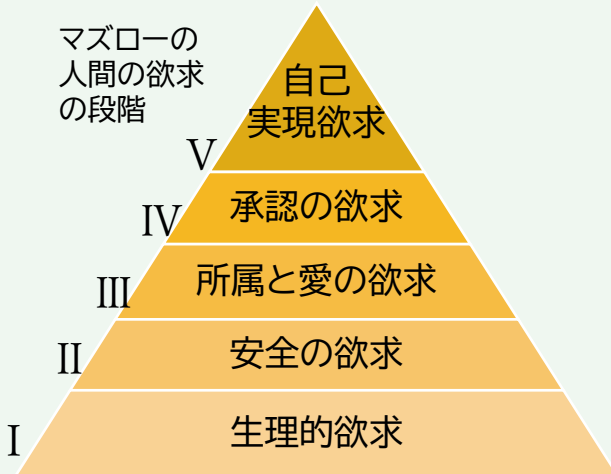 マズローの
人間の欲求
の段階
自己
実現欲求
V
承認の欲求
IV
所属と愛の欲求
III
安全の欲求
II
生理的欲求
I